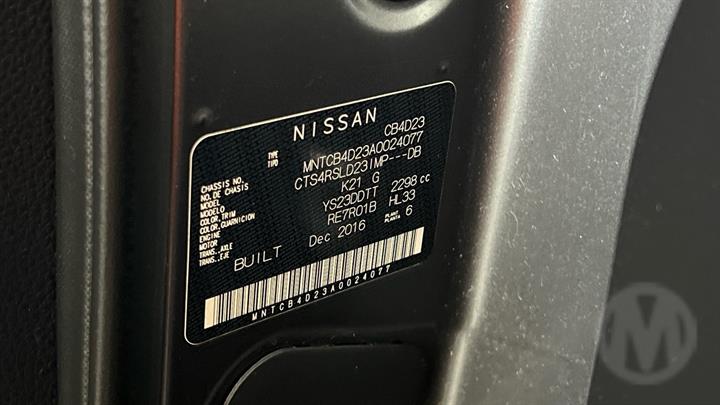 NISSAN
TYPE CB4D23
TIPO
CHASSIS NO. MNTCB4D23A0024077
NO. DE CHASIS
MODEL CTS4RSLD23IMP---DB
MODELO
COLOR, TRIM K21 G
COLOR, GUARNICION
ENGINE YS23DDTT 2298 cc
MOTOR
TRANS., AXLE RE7R01B HL33
TRANS., EJE
PLANT 6
PLANTA
BUILT Dec 2016
MNTCB4D23A0024077
M